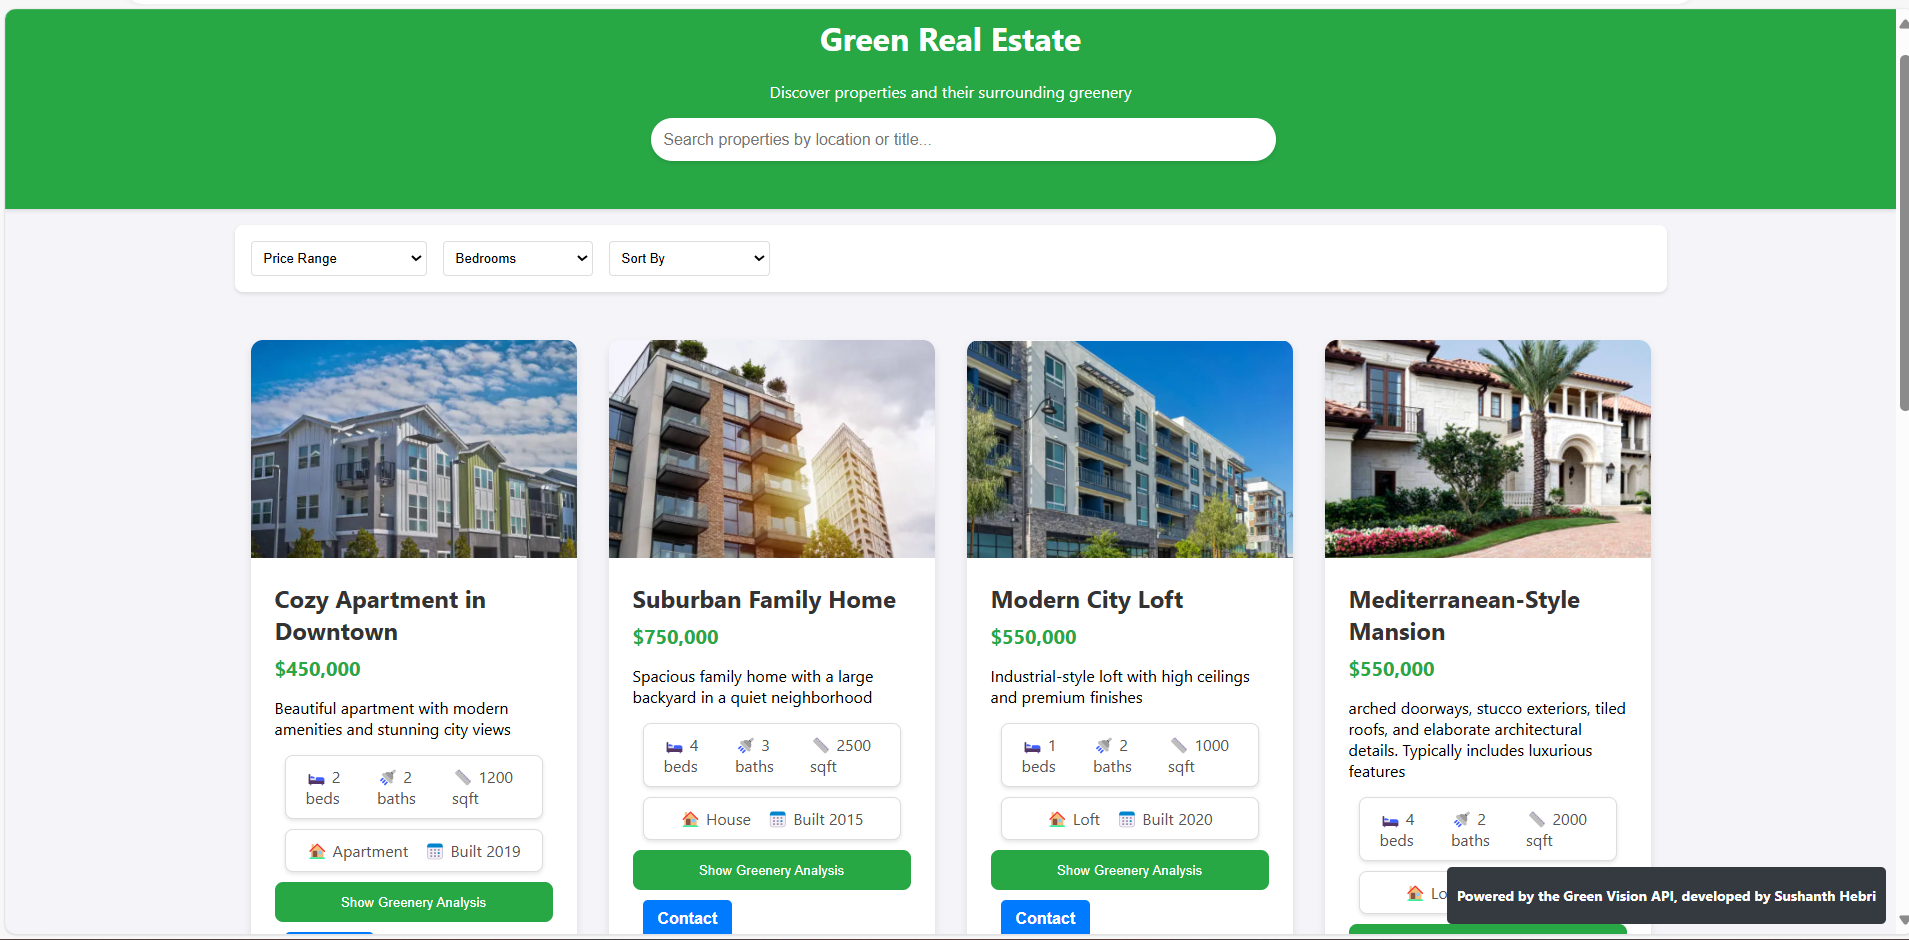 Green Real Estate
Discover properties and their surrounding greenery
Search properties by location or title...
Price Range
Bedrooms
Sort By
Cozy Apartment in
Downtown
$450,000
Beautiful apartment with modern
amenities and stunning city views
2
beds
2
baths
1200
sqft
Apartment
Built 2019
Show Greenery Analysis
Suburban Family Home
$750,000
Spacious family home with a large
backyard in a quiet neighborhood
4
beds
3
baths
2500
sqft
House
Built 2015
Show Greenery Analysis
Contact
Modern City Loft
$550,000
Industrial-style loft with high ceilings
and premium finishes
1
beds
2
baths
1000
sqft
Loft
Built 2020
Show Greenery Analysis
Contact
Mediterranean-Style
Mansion
$550,000
arched doorways, stucco exteriors, tiled
roofs, and elaborate architectural
details. Typically includes luxurious
features
4
beds
2
baths
2000
sqft
Lo
Powered by the Green Vision API, developed by Sushanth Hebri